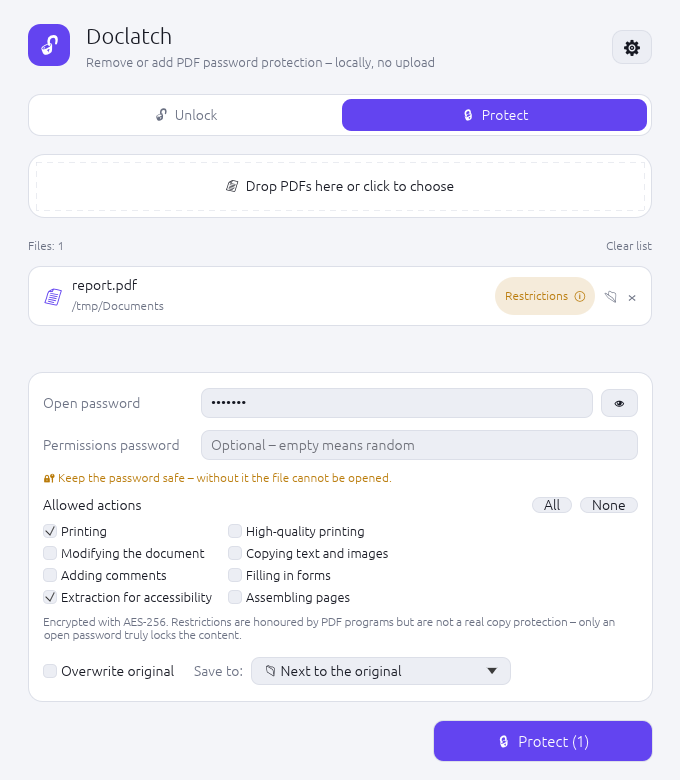 Doclatch
Remove or add PDF password protection – locally, no upload
Unlock
Protect
Drop PDFs here or click to choose
Files: 1
Clear list
report.pdf
/tmp/Documents
Restrictions
Open password
•••••••
Permissions password
Optional – empty means random
Keep the password safe – without it the file cannot be opened.
Allowed actions
All
None
Printing
High-quality printing
Modifying the document
Copying text and images
Adding comments
Filling in forms
Extraction for accessibility
Assembling pages
Encrypted with AES-256. Restrictions are honoured by PDF programs but are not a real copy protection – only an
open password truly locks the content.
Overwrite original
Save to:
Next to the original
Protect (1)